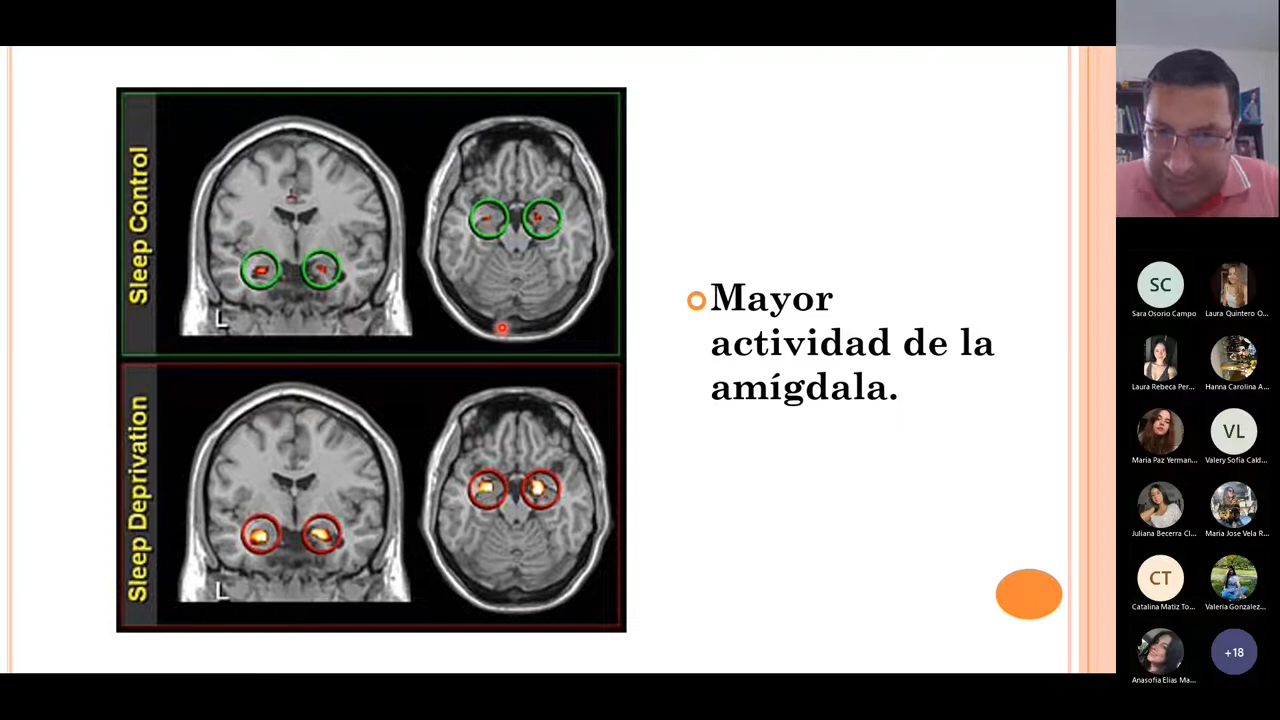 Sleep Control
L
Sleep Deprivation
L
Mayor
actividad de la
amígdala.
SC
Sara Osorio Campo
Laura Quintero O...
Laura Rebeca Per...
Hanna Carolina A...
Maria Paz Yerman...
VL
Valery Sofia Cald...
Juliana Becerra Cl...
Maria Jose Vela R...
CT
Catalina Matiz To...
Valeria Gonzalez...
Anasofia Elias Ma...
+18